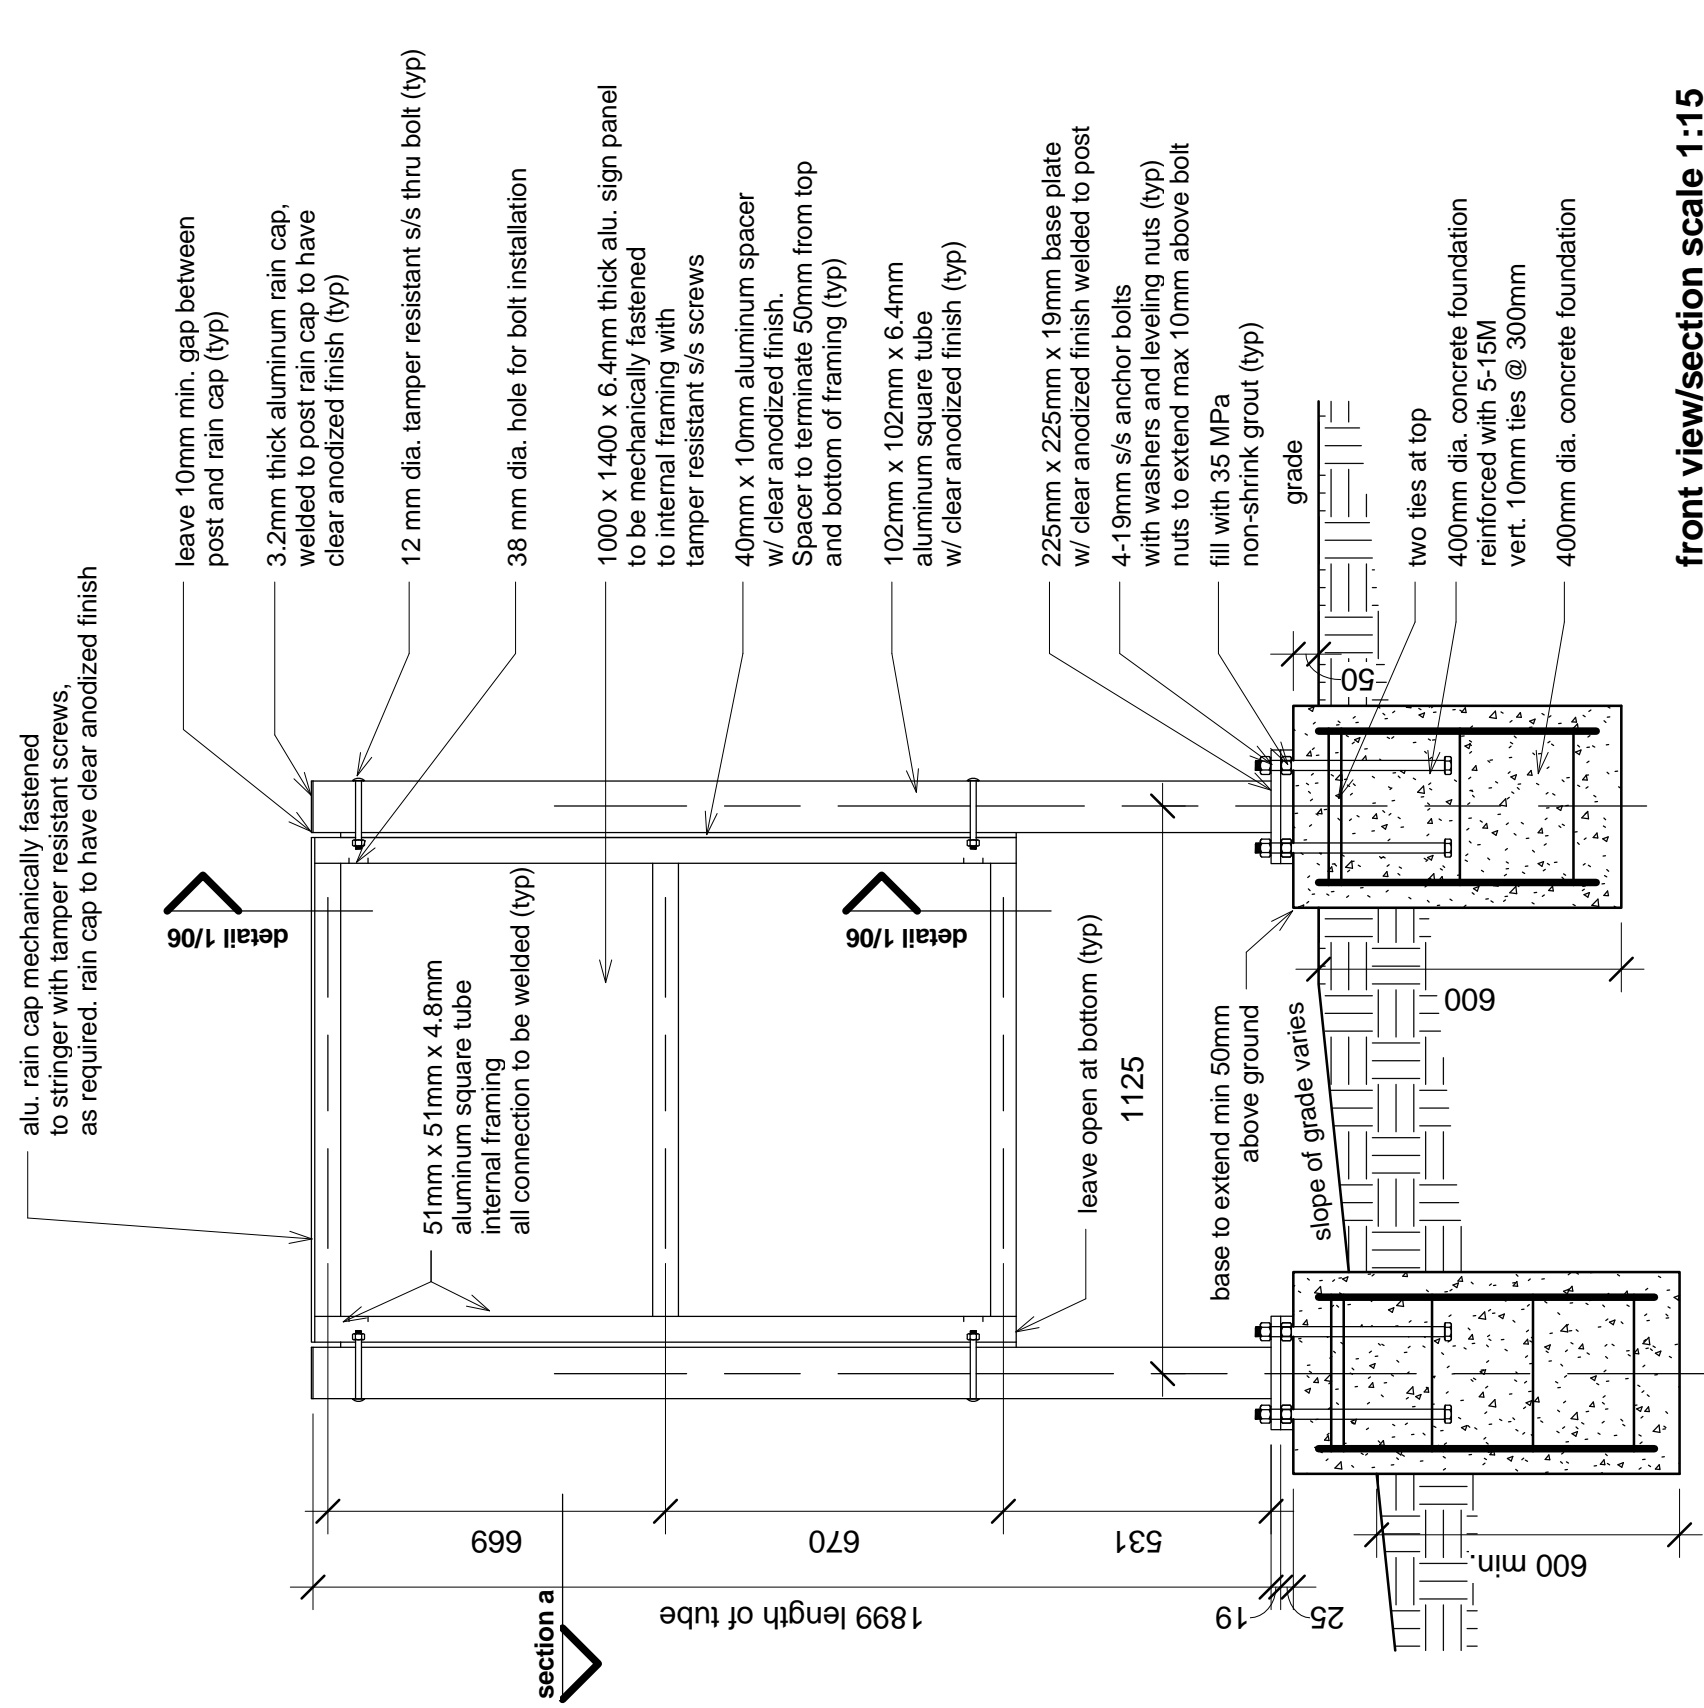 alu. rain cap mechanically fastened
to stringer with tamper resistant screws,
as required. rain cap to have clear anodized finish
leave 10mm min. gap between
post and rain cap (typ)
3.2mm thick aluminum rain cap,
welded to post rain cap to have
clear anodized finish (typ)
12 mm dia. tamper resistant s/s thru bolt (typ)
38 mm dia. hole for bolt installation
1000 x 1400 x 6.4mm thick alu. sign panel
to be mechanically fastened
to internal framing with
tamper resistant s/s screws
40mm x 10mm aluminum spacer
w/ clear anodized finish.
Spacer to terminate 50mm from top
and bottom of framing (typ)
102mm x 102mm x 6.4mm
aluminum square tube
w/ clear anodized finish (typ)
225mm x 225mm x 19mm base plate
w/ clear anodized finish welded to post
4-19mm s/s anchor bolts
with washers and leveling nuts (typ)
nuts to extend max 10mm above bolt
fill with 35 MPa
non-shrink grout (typ)
grade
50
two ties at top
400mm dia. concrete foundation
reinforced with 5-15M
vert. 10mm ties @ 300mm
400mm dia. concrete foundation
detail 1/06
detail 1/06
51mm x 51mm x 4.8mm
aluminum square tube
internal framing
all connection to be welded (typ)
leave open at bottom (typ)
1125
base to extend min 50mm
above ground
slope of grade varies
600
669
670
531
1899 length of tube
19
25
600 min.
section a
front view/section scale 1:15